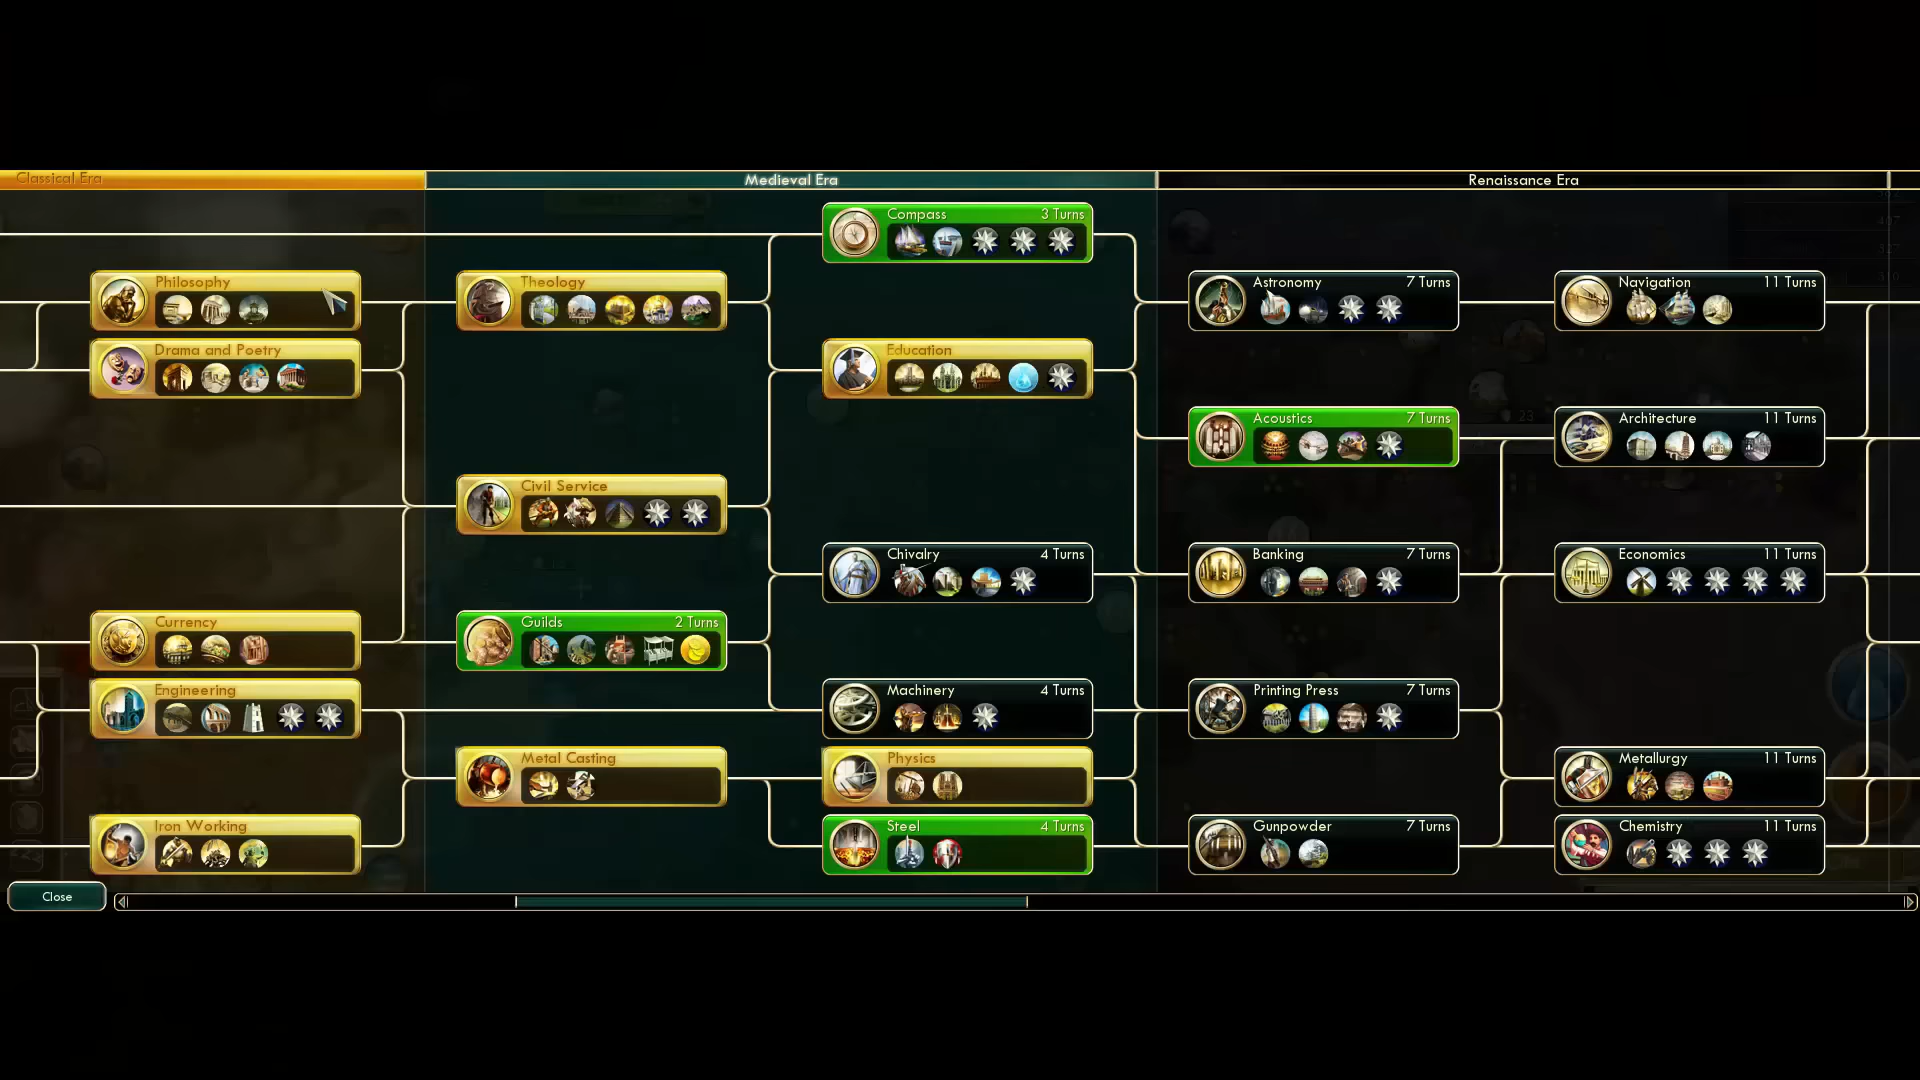 Classical Era
Medieval Era
Renaissance Era
Compass 3 Turns
Philosophy
Theology
Astronomy 7 Turns
Navigation 11 Turns
Drama and Poetry
Education
Acoustics 7 Turns
Architecture 11 Turns
Civil Service
Chivalry 4 Turns
Banking 7 Turns
Economics 11 Turns
Currency
Guilds 2 Turns
Engineering
Machinery 4 Turns
Printing Press 7 Turns
Metal Casting
Physics
Metallurgy 11 Turns
Iron Working
Steel 4 Turns
Gunpowder 7 Turns
Chemistry 11 Turns
Close